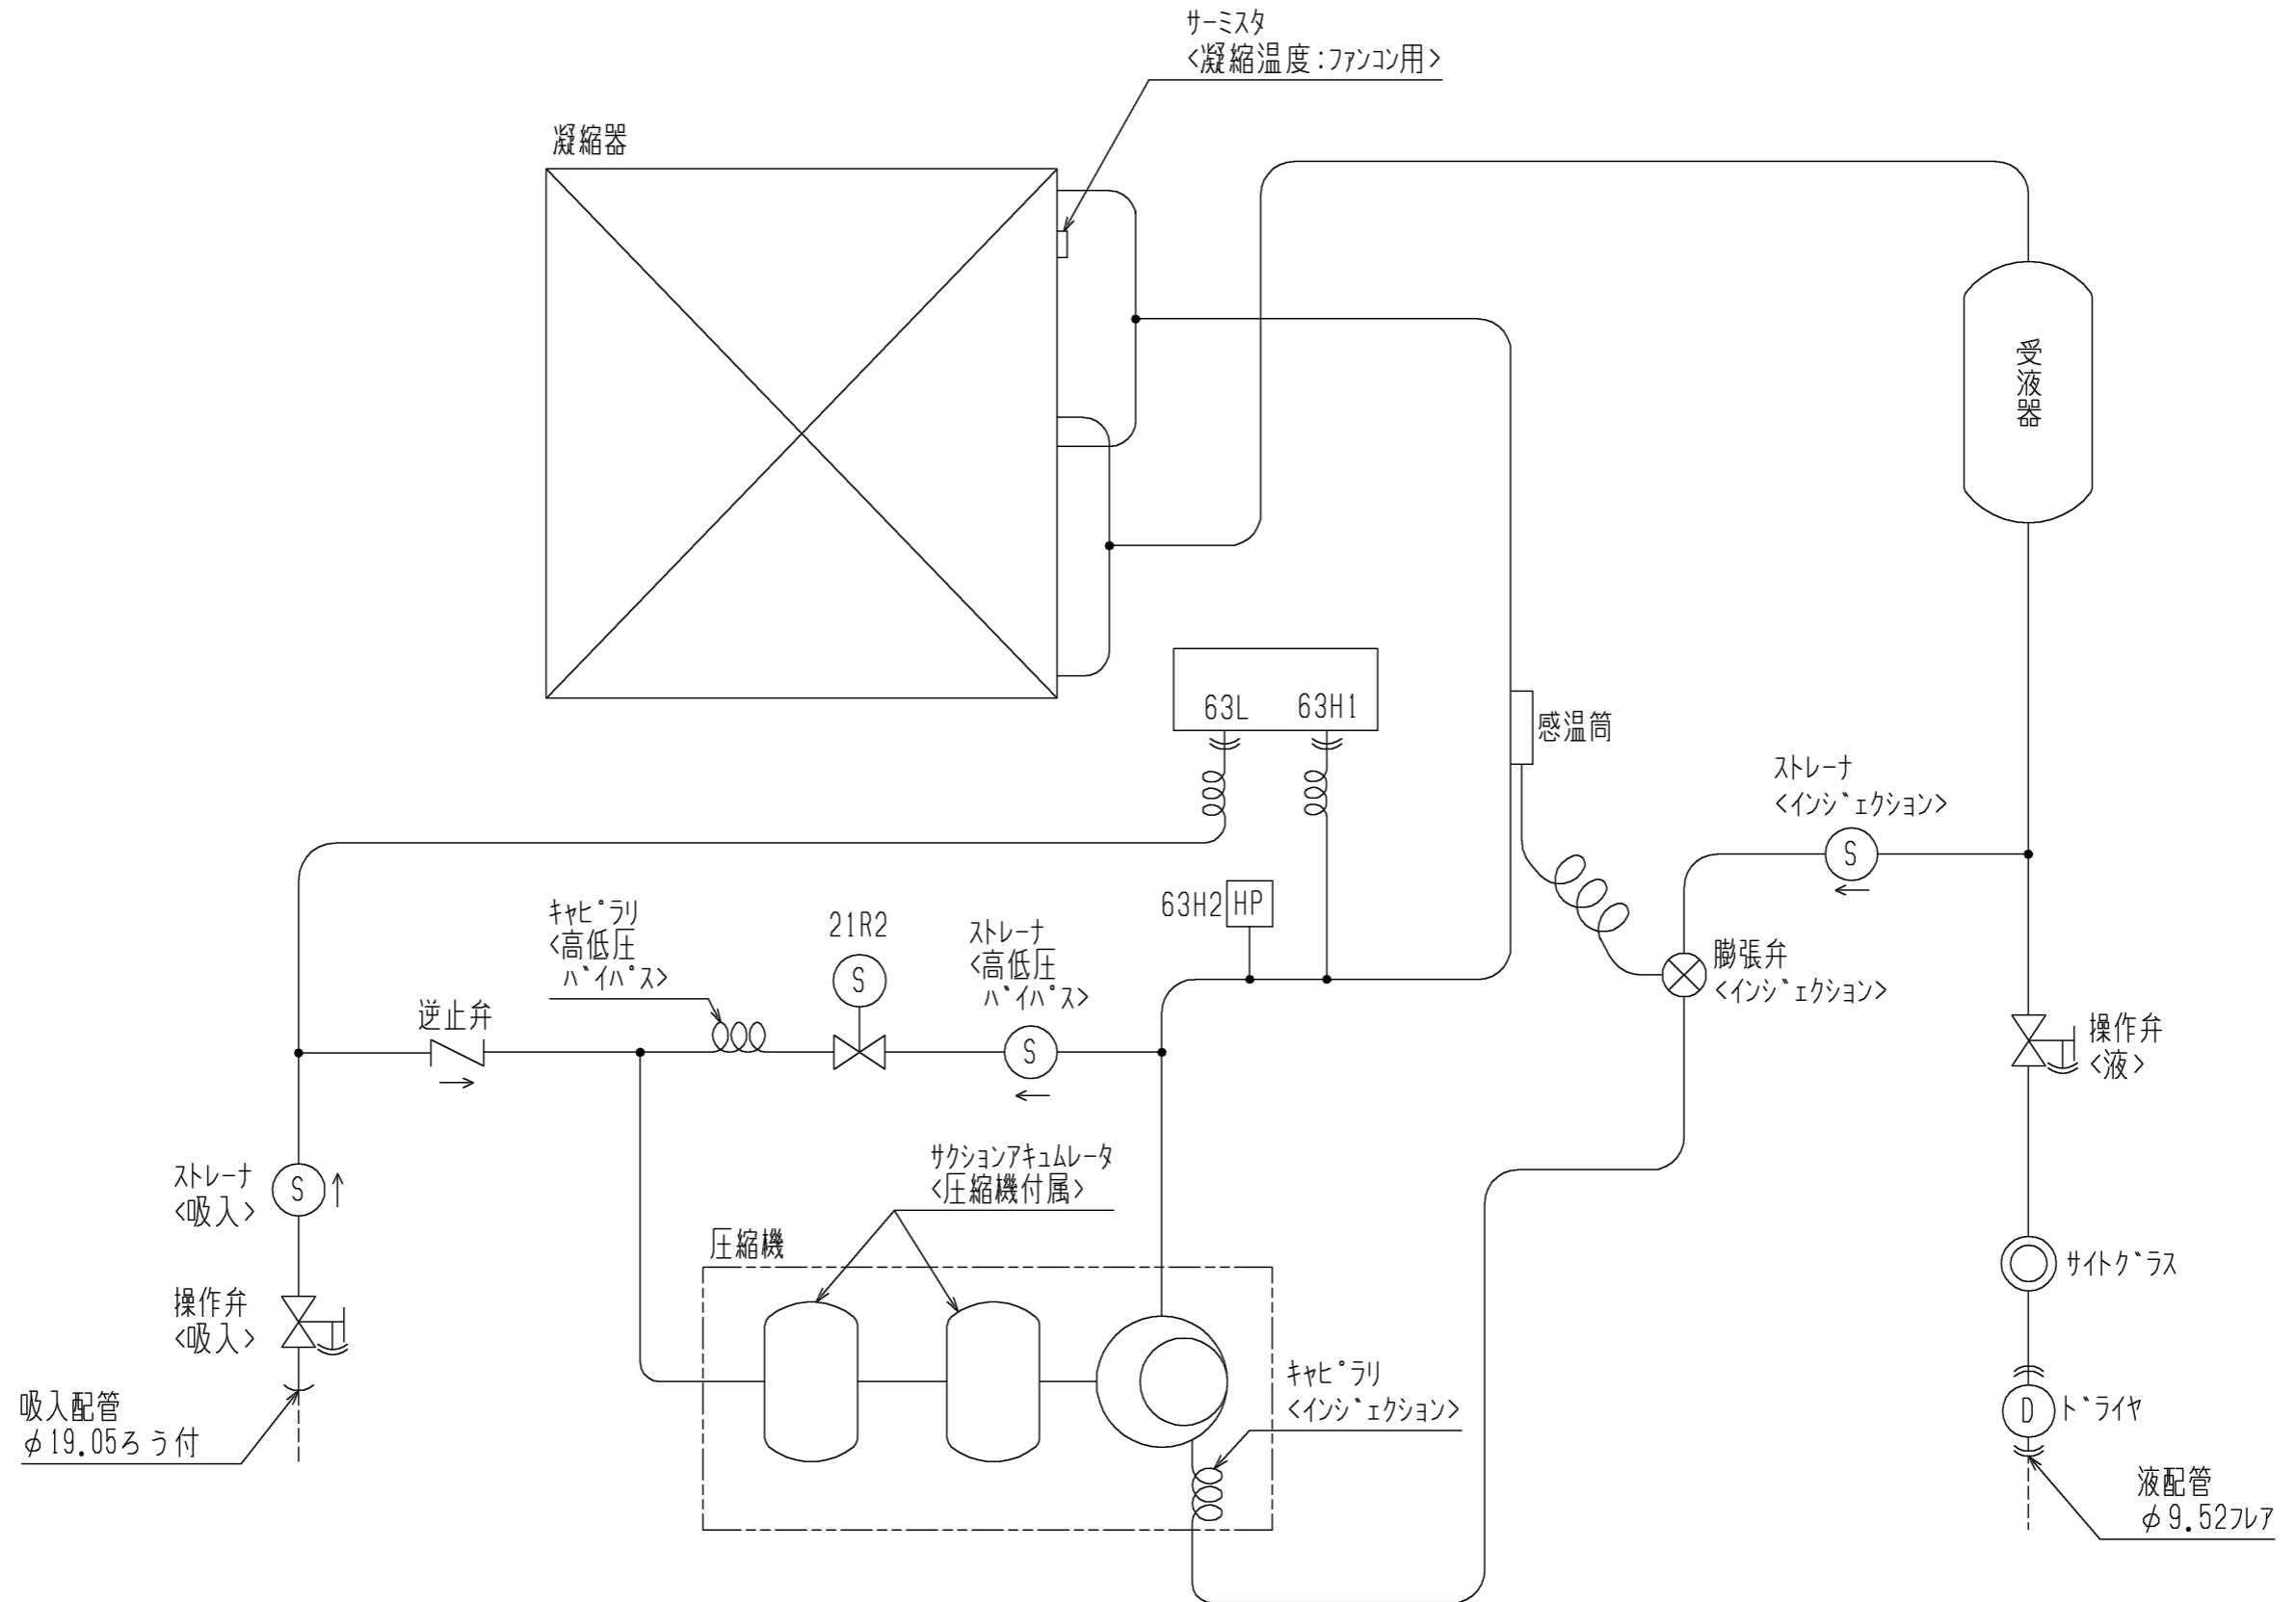 サーミスタ
<凝縮温度:ファンコン用>
凝縮器
受液器
63L
63H1
感温筒
ストレーナ
<インジェクション>
S
63H2
HP
キャピラリ
<高低圧
バイパス>
21R2
S
ストレーナ
<高低圧
バイパス>
S
膨張弁
<インジェクション>
逆止弁
操作弁
<液>
ストレーナ
<吸入>
S
サクションアキュムレータ
<圧縮機付属>
圧縮機
サイトグラス
操作弁
<吸入>
キャピラリ
<インジェクション>
吸入配管
φ19.05ろう付
D
ドライヤ
液配管
φ9.52フレア